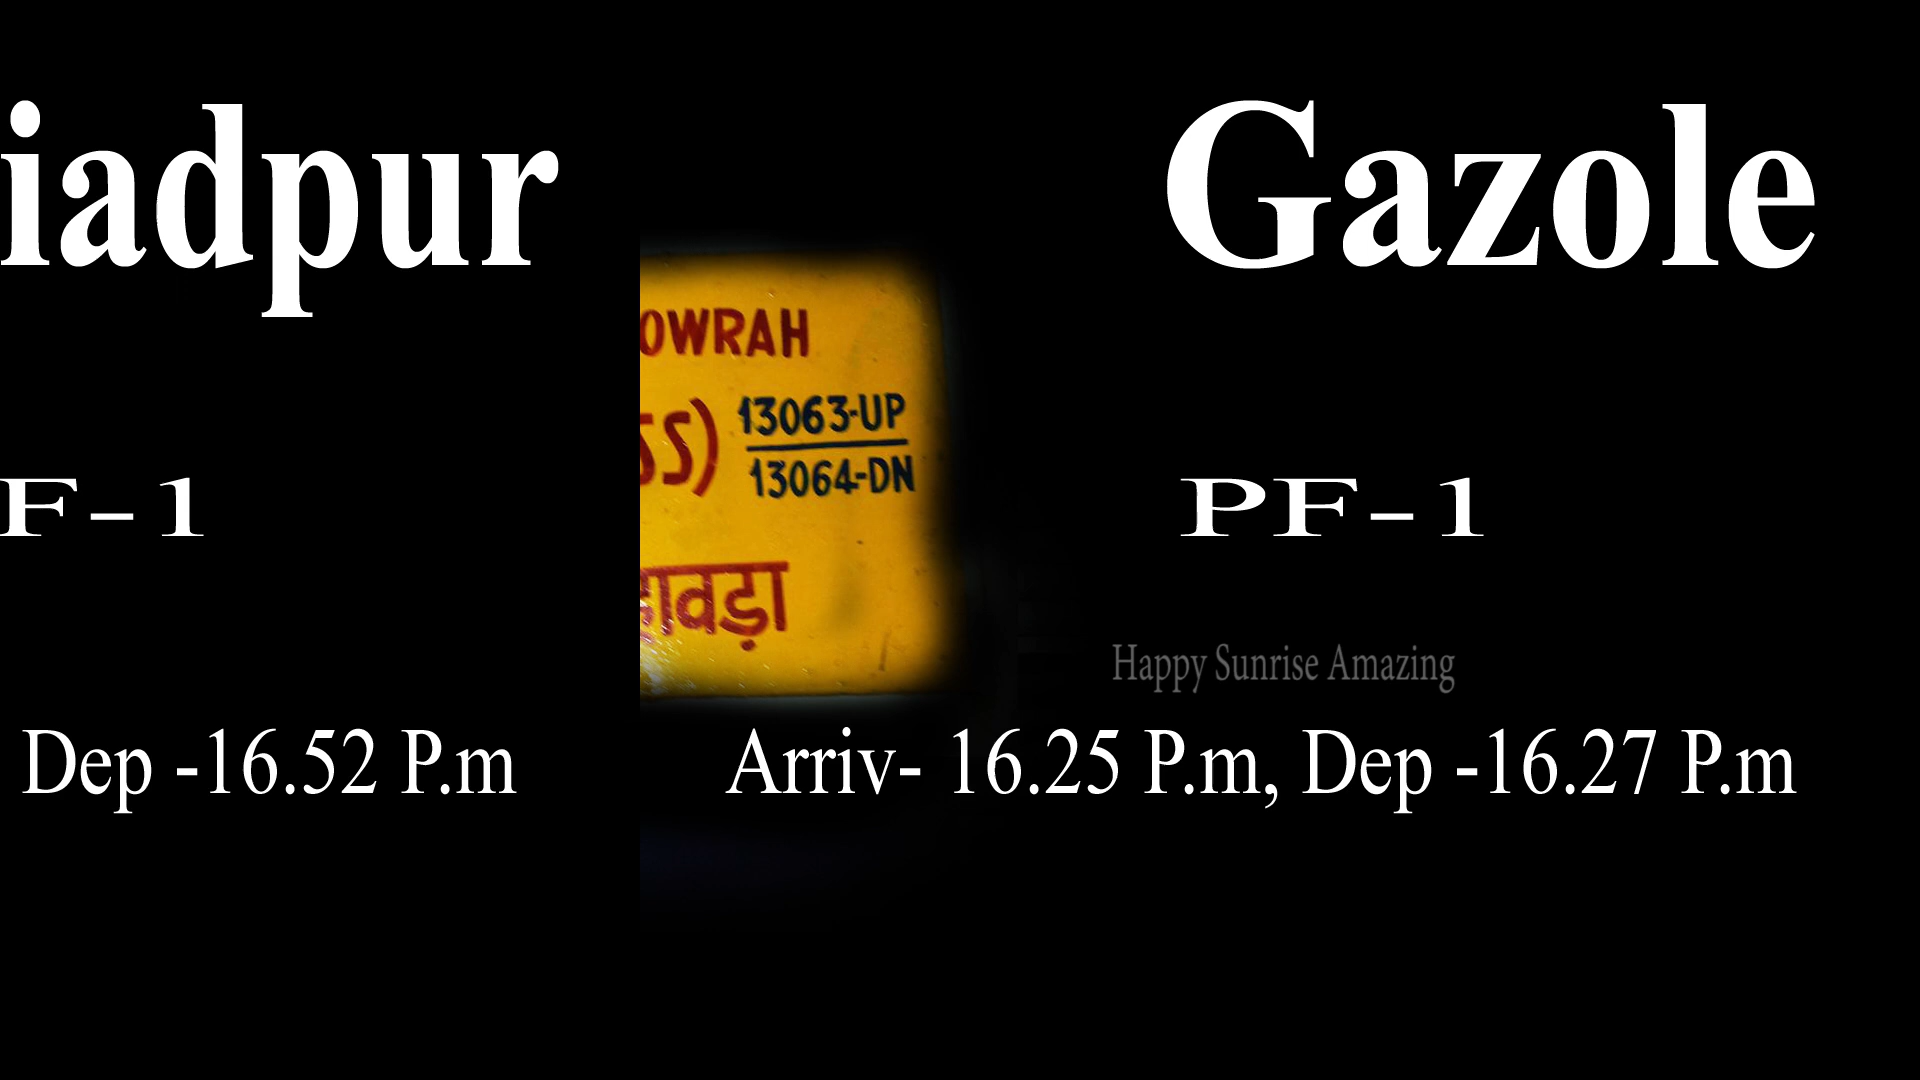 iadpur
F-1
Dep -16.52 P.m
OWRAH
SS) 13063-UP
13064-DN
हावड़ा
Gazole
PF-1
Happy Sunrise Amazing
Arriv- 16.25 P.m, Dep -16.27 P.m